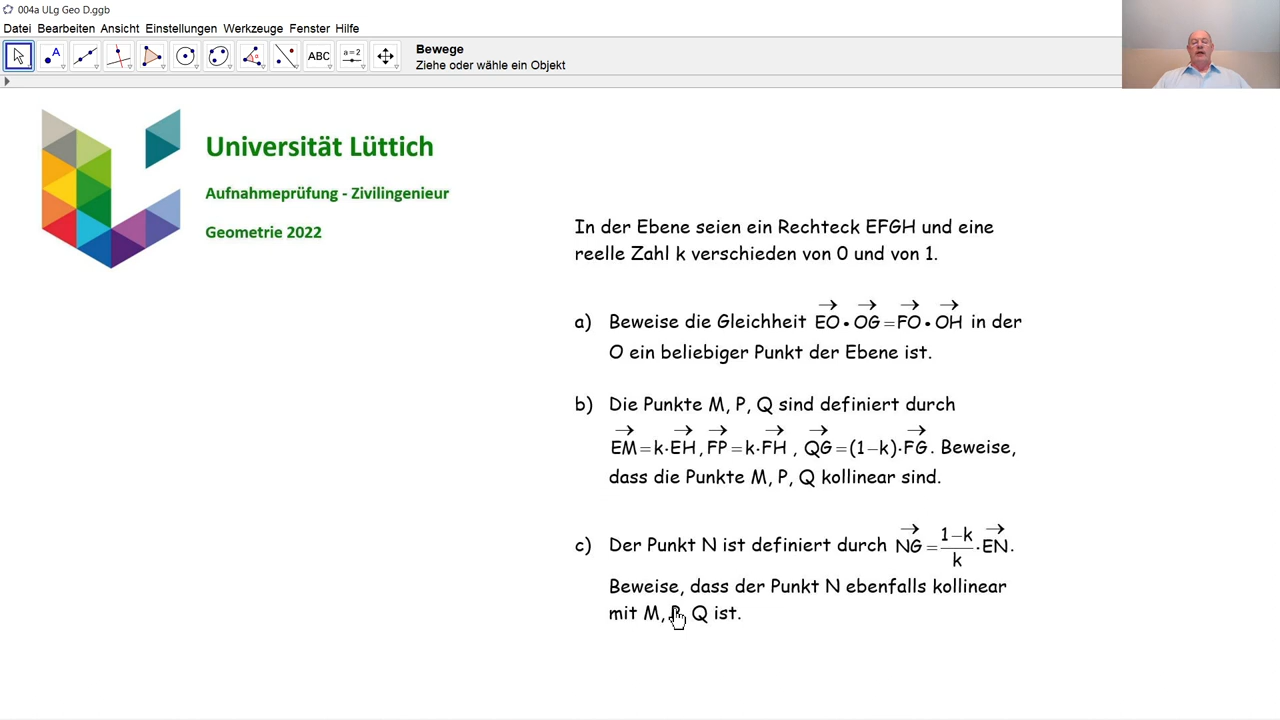 004a ULg Geo D.ggb
Datei Bearbeiten Ansicht Einstellungen Werkzeuge Fenster Hilfe
A ABC a=2
Bewege
Ziehe oder wähle ein Objekt
Universität Lüttich
Aufnahmeprüfung - Zivilingenieur
Geometrie 2022
In der Ebene seien ein Rechteck EFGH und eine
reelle Zahl k verschieden von 0 und von 1.
a) Beweise die Gleichheit EO⃗•OG⃗=FO⃗•OH⃗ in der
O ein beliebiger Punkt der Ebene ist.
b) Die Punkte M, P, Q sind definiert durch
EM⃗=k·EH⃗, FP⃗=k·FH⃗, QG⃗=(1−k)·FG⃗. Beweise,
dass die Punkte M, P, Q kollinear sind.
c) Der Punkt N ist definiert durch NG⃗=(1−k)/k·EN⃗.
Beweise, dass der Punkt N ebenfalls kollinear
mit M, P, Q ist.